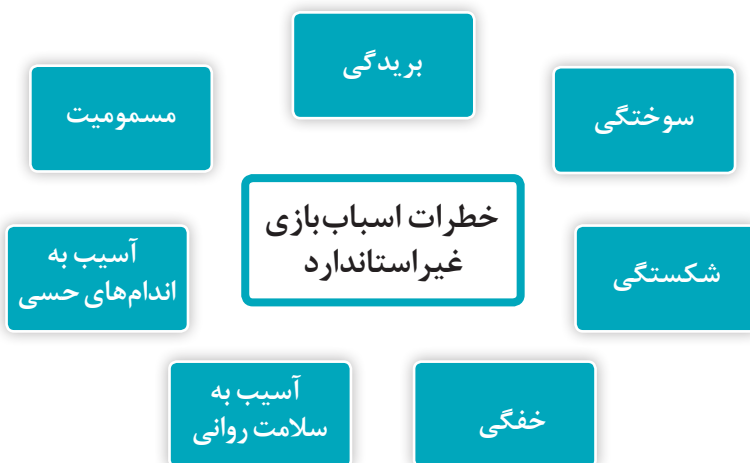 بریدگی
سوختگی
مسمومیت
خطرات اسباب‌بازی
غیراستاندارد
شکستگی
آسیب به
اندام‌های حسی
خفگی
آسیب به
سلامت روانی